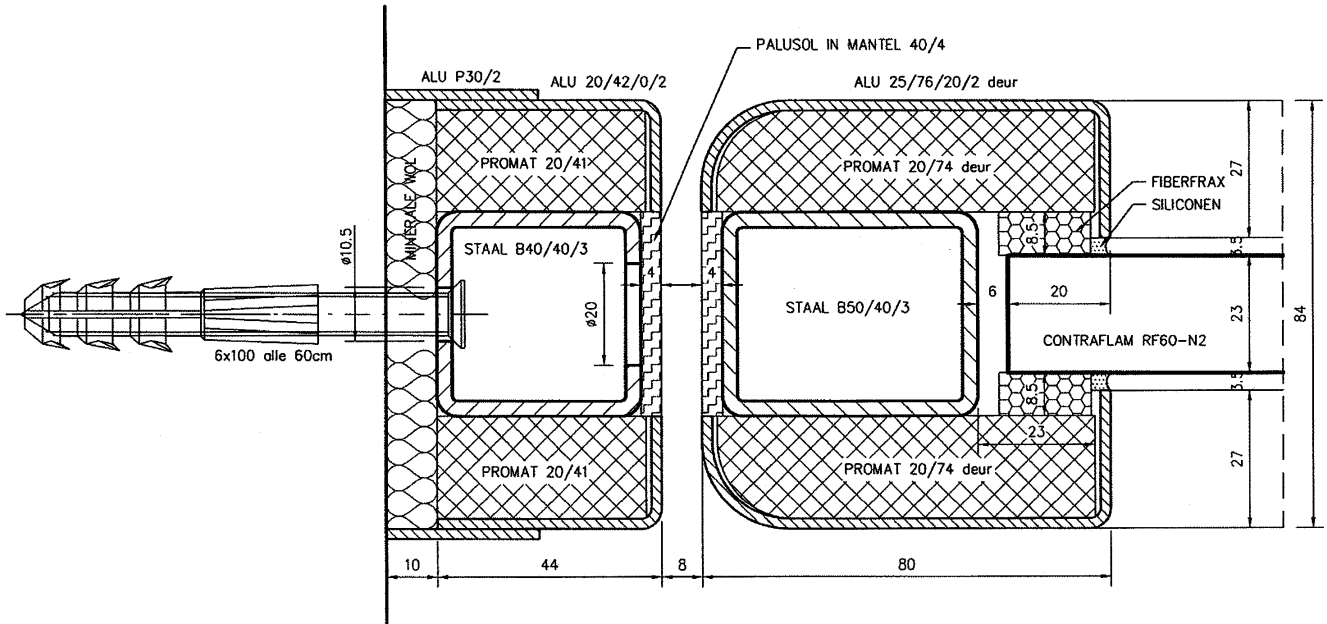 PALUSOL IN MANTEL 40/4
ALU P30/2
ALU 20/42/0/2
ALU 25/76/20/2 deur
MINERALE WOL
PROMAT 20/41
PROMAT 20/74 deur
27
FIBERFRAX
SILICONEN
ø10.5
STAAL B40/40/3
8.5
3.5
4
4
ø20
STAAL B50/40/3
6
20
23
84
CONTRAFLAM RF60-N2
6x100 alle 60cm
8.5
3.5
23
PROMAT 20/41
PROMAT 20/74 deur
27
10
44
8
80